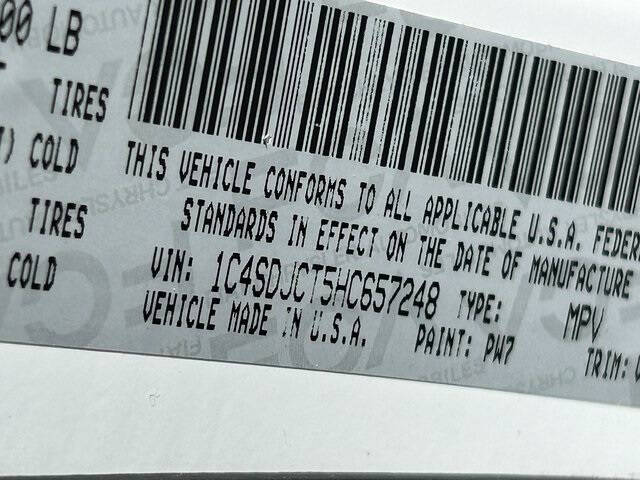 00 LB
TIRES
COLD
TIRES
COLD
THIS VEHICLE CONFORMS TO ALL APPLICABLE U.S.A. FEDER
STANDARDS IN EFFECT ON THE DATE OF MANUFACTURE
VIN: 1C4SDJCT5HC657248 TYPE: MPV
VEHICLE MADE IN U.S.A. PAINT: PW7 TRIM: